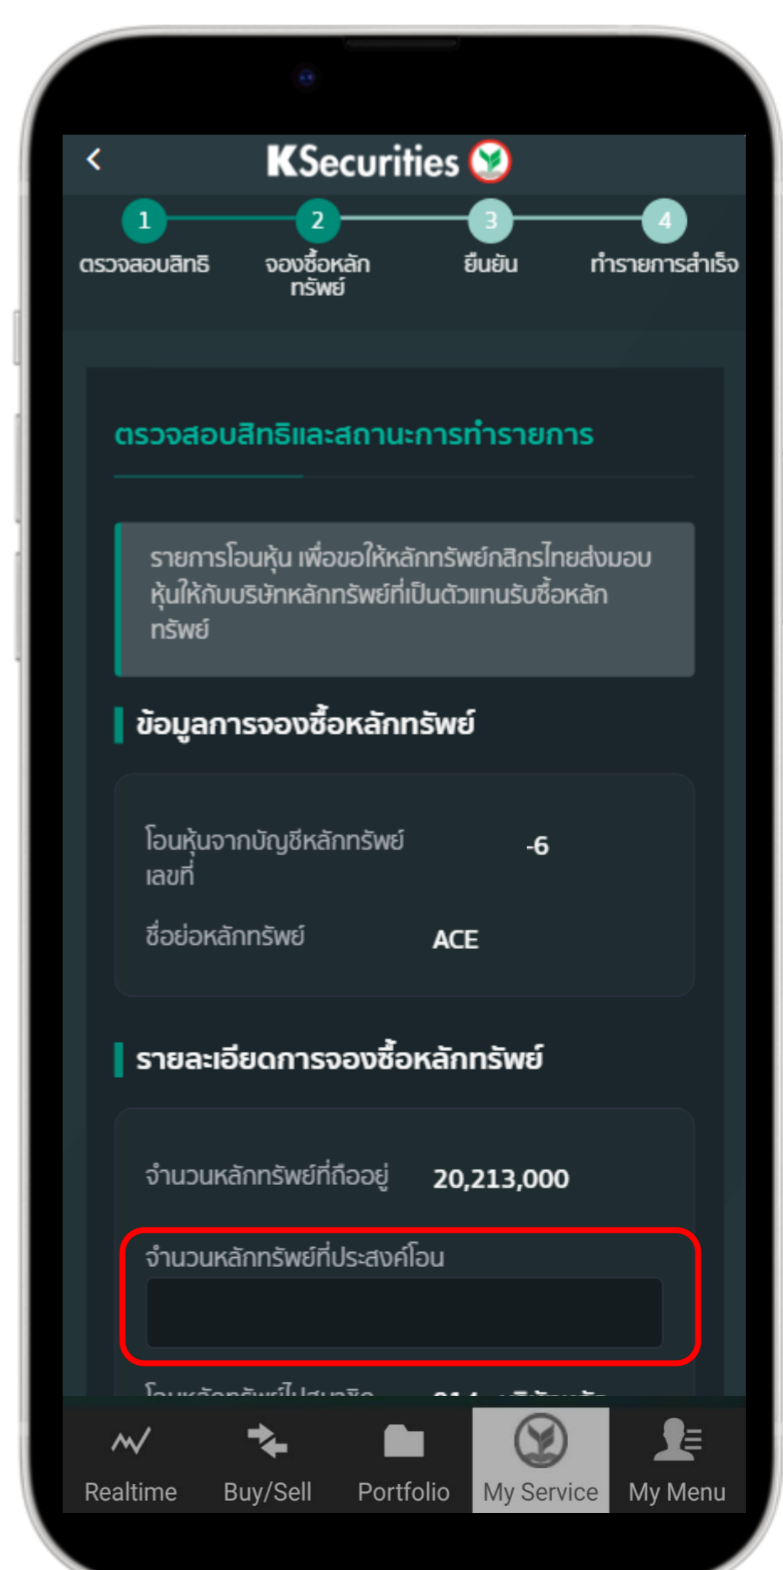 KSecurities
1
2
3
4
ตรวจสอบสิทธิ
จองซื้อหลัก
ทรัพย์
ยืนยัน
ทำรายการสำเร็จ
ตรวจสอบสิทธิและสถานะการทำรายการ
รายการโอนหุ้น เพื่อขอให้หลักทรัพย์กสิกรไทยส่งมอบ
หุ้นให้กับบริษัทหลักทรัพย์ที่เป็นตัวแทนรับซื้อหลัก
ทรัพย์
ข้อมูลการจองซื้อหลักทรัพย์
โอนหุ้นจากบัญชีหลักทรัพย์ -6
เลขที่
ชื่อย่อหลักทรัพย์ ACE
รายละเอียดการจองซื้อหลักทรัพย์
จำนวนหลักทรัพย์ที่ถืออยู่ 20,213,000
จำนวนหลักทรัพย์ที่ประสงค์โอน
Realtime
Buy/Sell
Portfolio
My Service
My Menu